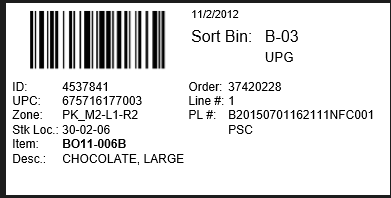 11/2/2012
Sort Bin: B-03
UPG
ID: 4537841 Order: 37420228
UPC: 675716177003 Line #: 1
Zone: PK_M2-L1-R2 PL #: B20150701162111NFC001
Stk Loc.: 30-02-06 PSC
Item: BO11-006B
Desc.: CHOCOLATE, LARGE